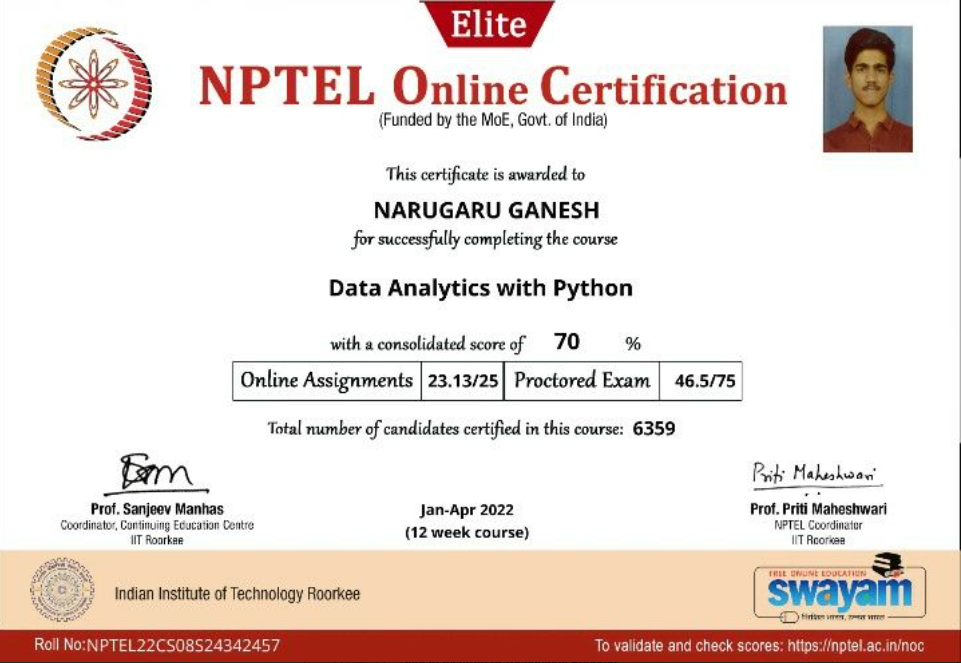 Elite
NPTEL Online Certification
(Funded by the MoE, Govt. of India)
This certificate is awarded to
NARUGARU GANESH
for successfully completing the course
Data Analytics with Python
with a consolidated score of 70 %
Online Assignments 23.13/25 Proctored Exam 46.5/75
Total number of candidates certified in this course: 6359
Priti Maheshwari
Prof. Sanjeev Manhas
Coordinator, Continuing Education Centre
IIT Roorkee
Jan-Apr 2022
(12 week course)
Prof. Priti Maheshwari
NPTEL Coordinator
IIT Roorkee
Indian Institute of Technology Roorkee
FREE ONLINE EDUCATION
swayam
शिक्षित भारत, उन्नत भारत
Roll No:NPTEL22CS08S24342457
To validate and check scores: https://nptel.ac.in/noc